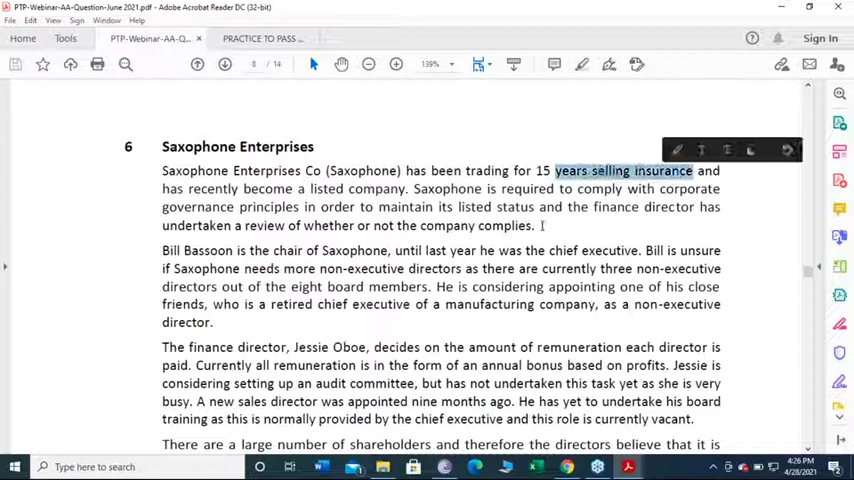 PTP-Webinar-AA-Question-June 2021.pdf - Adobe Acrobat Reader DC (32-bit)
File Edit View Sign Window Help
Home Tools PTP-Webinar-AA-Q... × PRACTICE TO PASS ... Sign In
8 / 14 139%
6 Saxophone Enterprises
Saxophone Enterprises Co (Saxophone) has been trading for 15 years selling insurance and
has recently become a listed company. Saxophone is required to comply with corporate
governance principles in order to maintain its listed status and the finance director has
undertaken a review of whether or not the company complies.
Bill Bassoon is the chair of Saxophone, until last year he was the chief executive. Bill is unsure
if Saxophone needs more non-executive directors as there are currently three non-executive
directors out of the eight board members. He is considering appointing one of his close
friends, who is a retired chief executive of a manufacturing company, as a non-executive
director.
The finance director, Jessie Oboe, decides on the amount of remuneration each director is
paid. Currently all remuneration is in the form of an annual bonus based on profits. Jessie is
considering setting up an audit committee, but has not undertaken this task yet as she is very
busy. A new sales director was appointed nine months ago. He has yet to undertake his board
training as this is normally provided by the chief executive and this role is currently vacant.
There are a large number of shareholders and therefore the directors believe that it is
Type here to search
4:26 PM
4/28/2021